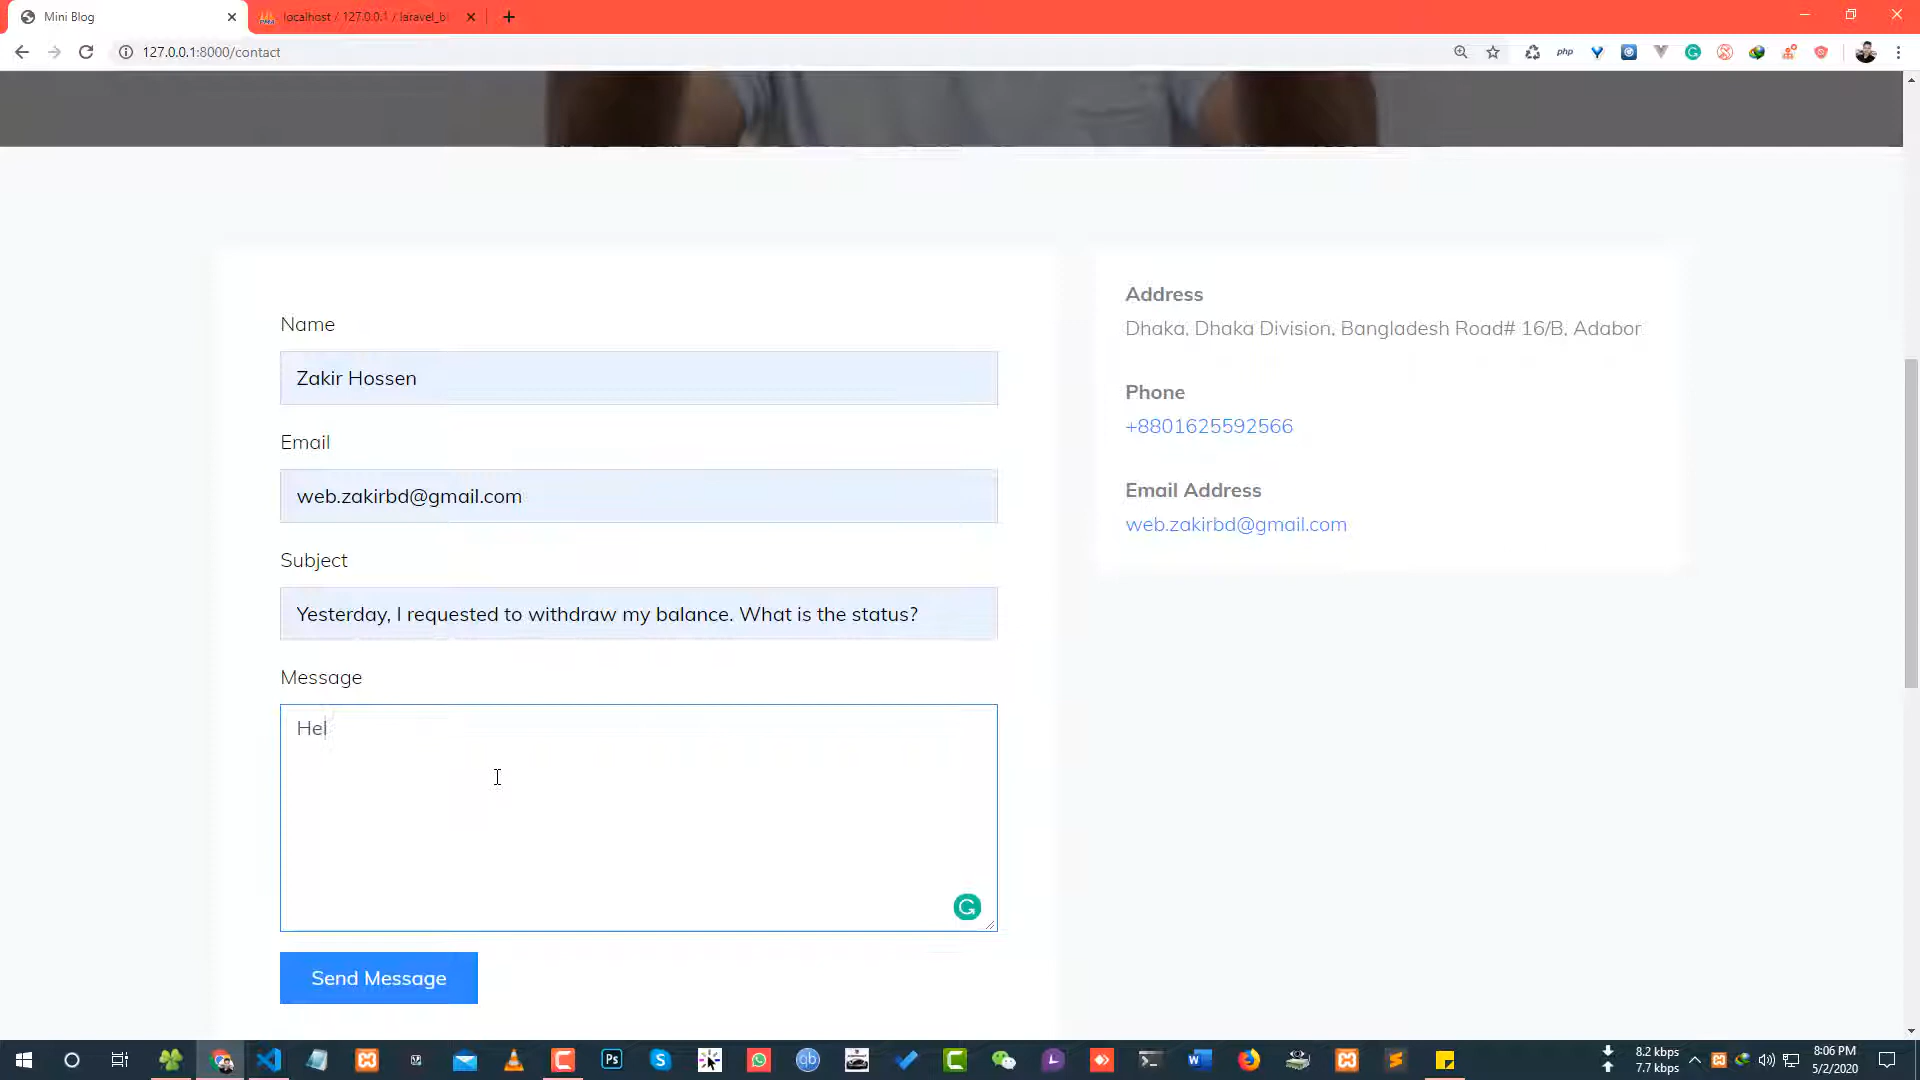 Mini Blog
localhost / 127.0.0.1 / laravel_bl
127.0.0.1:8000/contact
php
Name
Zakir Hossen
Email
web.zakirbd@gmail.com
Subject
Yesterday, I requested to withdraw my balance. What is the status?
Message
Hel
Send Message
Address
Dhaka, Dhaka Division, Bangladesh Road# 16/B, Adabor
Phone
+8801625592566
Email Address
web.zakirbd@gmail.com
8.2 kbps
7.7 kbps
8:06 PM
5/2/2020